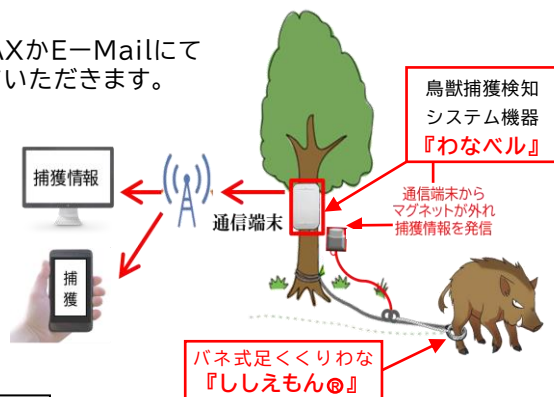 AXかEーMailにて
いただきます。
鳥獣捕獲検知
システム機器
『わなベル』
捕獲情報
通信端末
通信端末から
マグネットが外れ
捕獲情報を発信
捕
獲
バネ式足くくりわな
『ししえもん®』